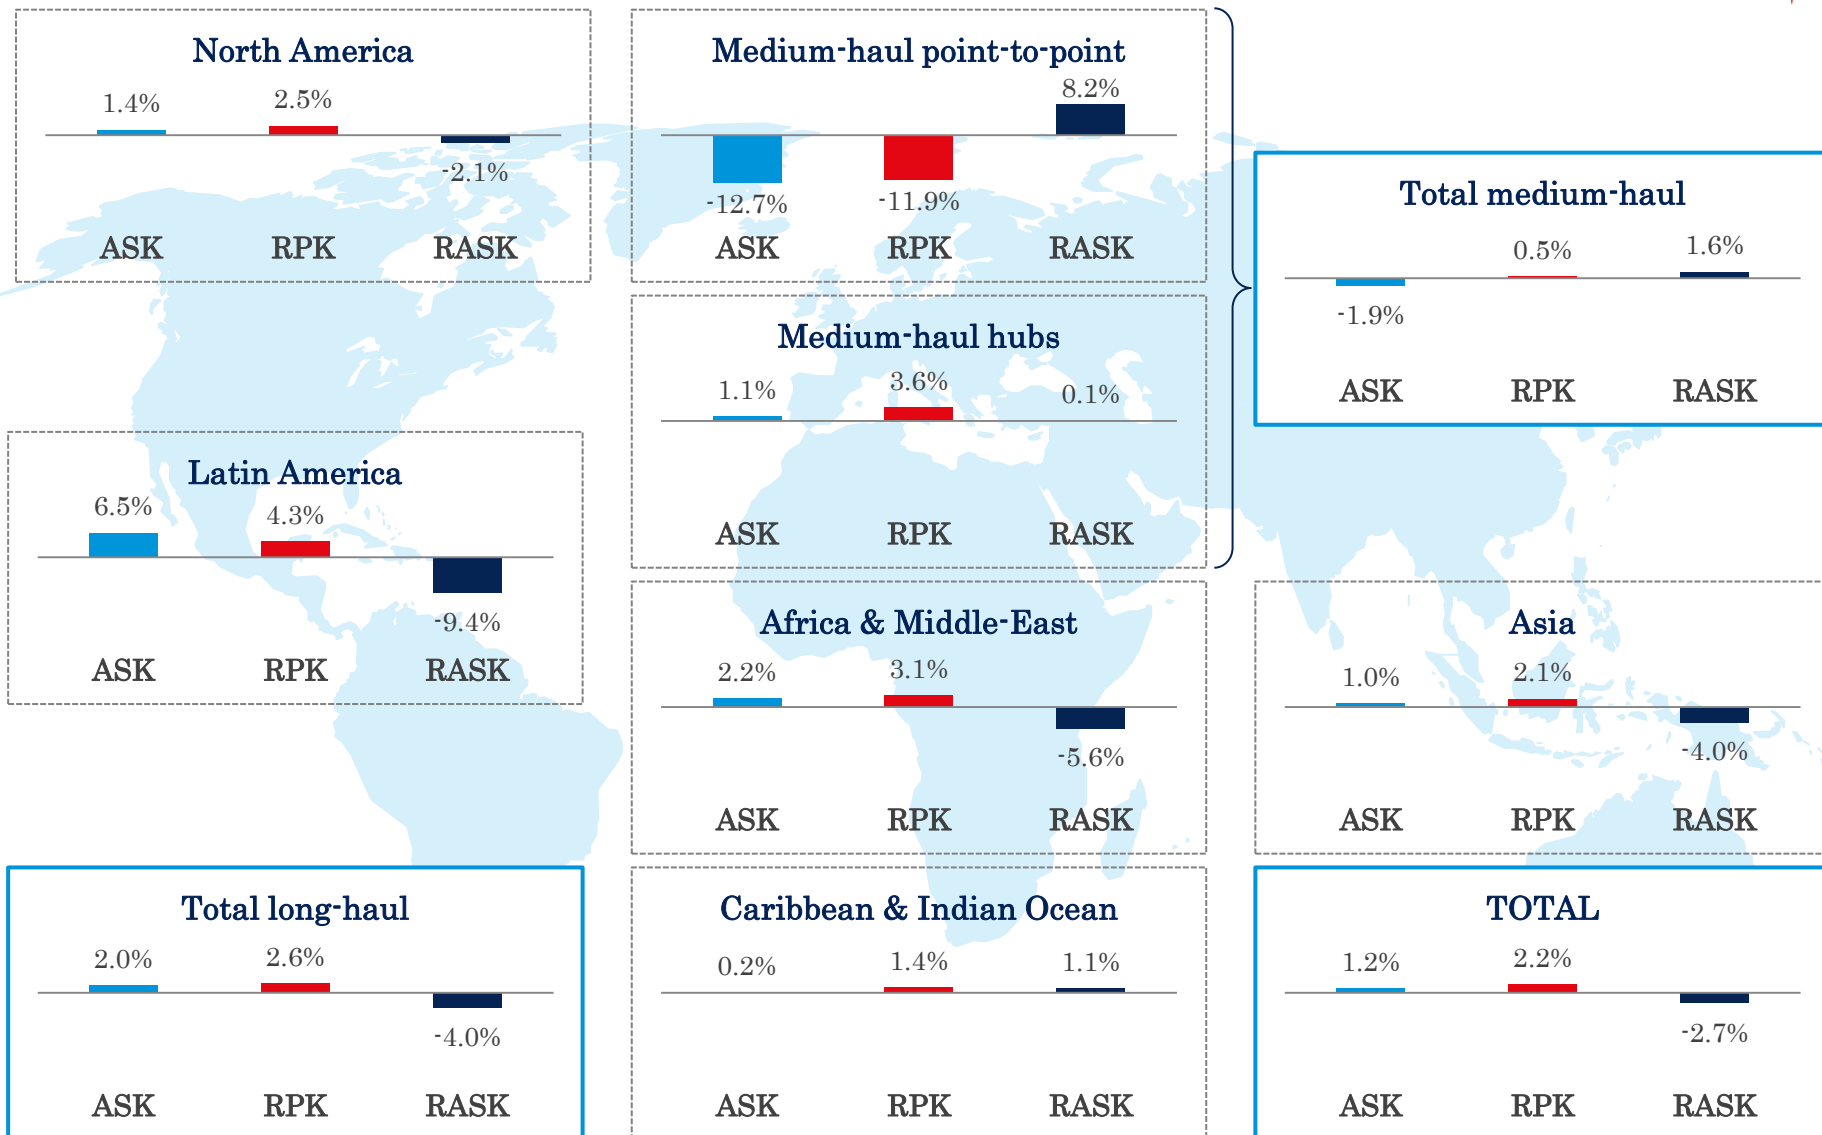 North America
1.4% 2.5% -2.1%
ASK RPK RASK
Medium-haul point-to-point
-12.7% -11.9% 8.2%
ASK RPK RASK
Total medium-haul
-1.9% 0.5% 1.6%
ASK RPK RASK
Medium-haul hubs
1.1% 3.6% 0.1%
ASK RPK RASK
Latin America
6.5% 4.3% -9.4%
ASK RPK RASK
Africa & Middle-East
2.2% 3.1% -5.6%
ASK RPK RASK
Asia
1.0% 2.1% -4.0%
ASK RPK RASK
Total long-haul
2.0% 2.6% -4.0%
ASK RPK RASK
Caribbean & Indian Ocean
0.2% 1.4% 1.1%
ASK RPK RASK
TOTAL
1.2% 2.2% -2.7%
ASK RPK RASK